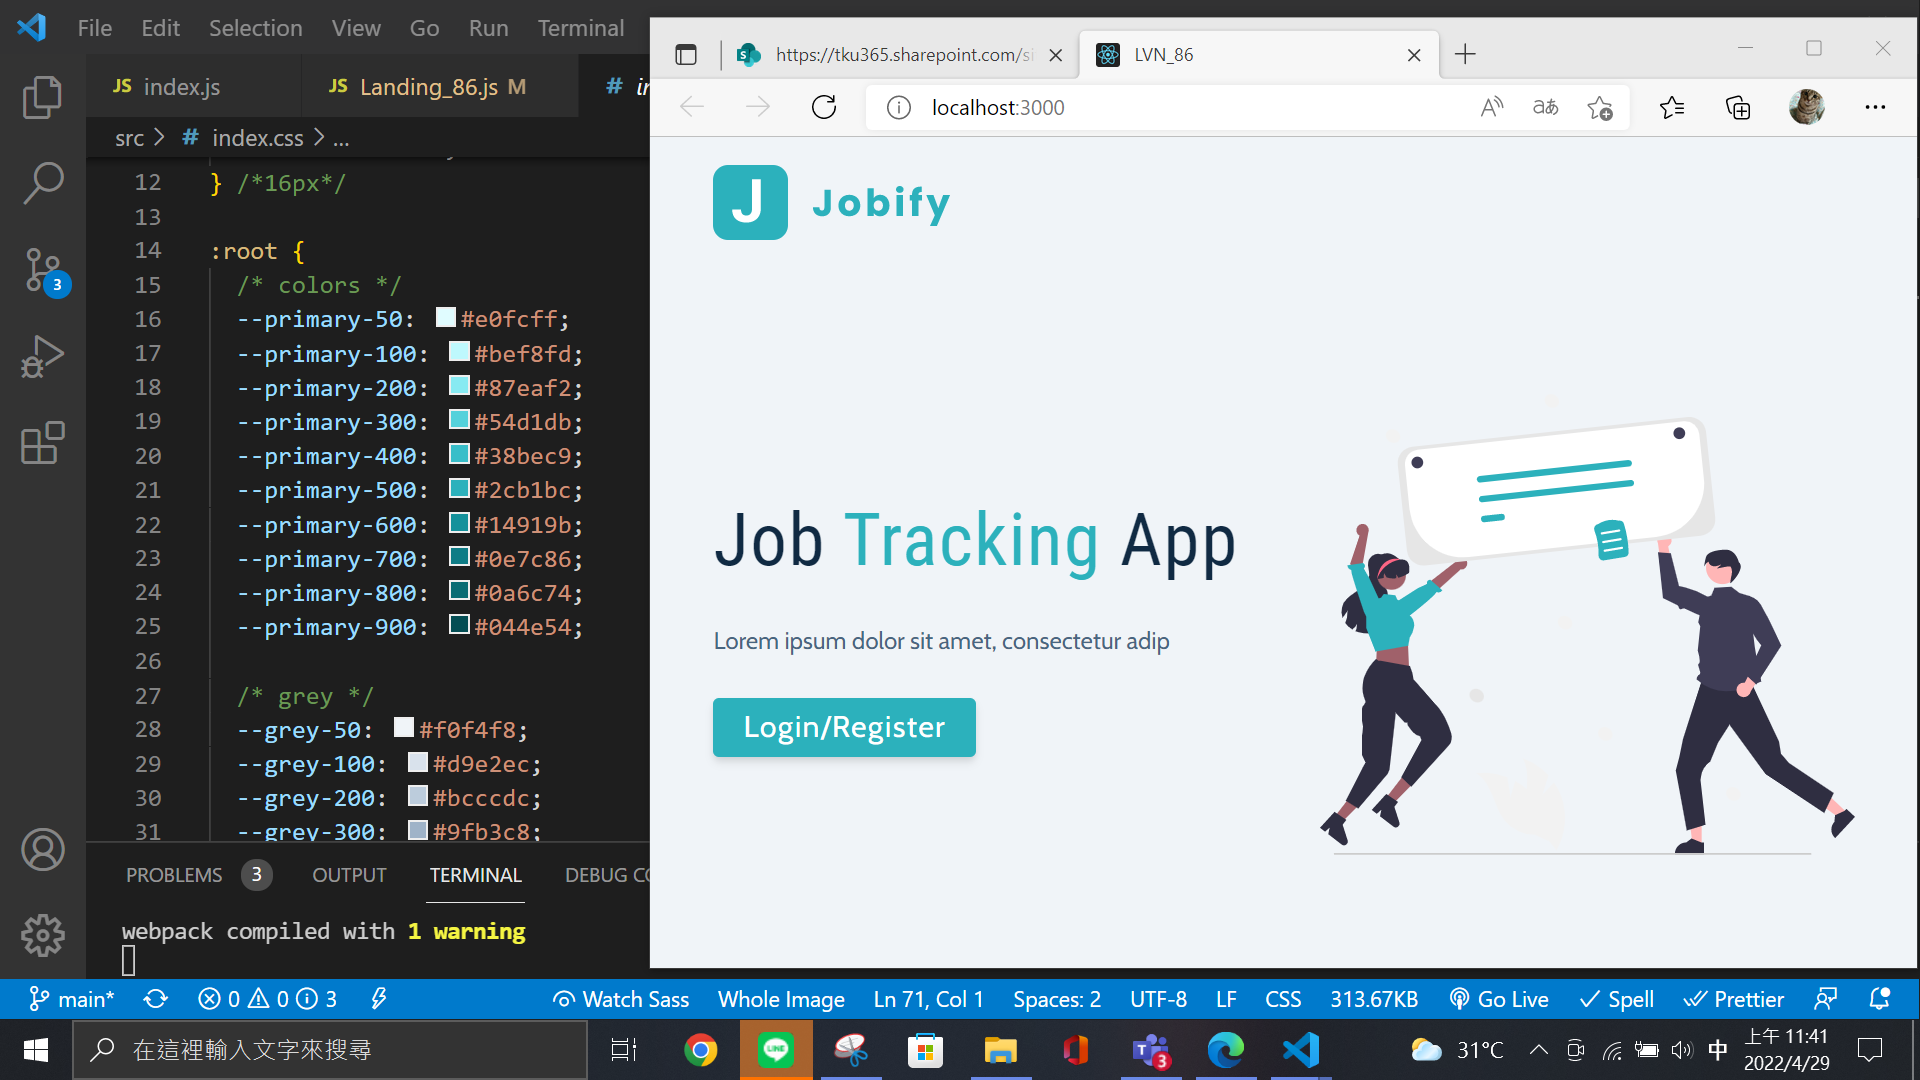 File Edit Selection View Go Run Terminal
JS index.js JS Landing_86.js M #
src > # index.css > ...
12 } /*16px*/
13
14 :root {
15 /* colors */
16 --primary-50: #e0fcff;
17 --primary-100: #bef8fd;
18 --primary-200: #87eaf2;
19 --primary-300: #54d1db;
20 --primary-400: #38bec9;
21 --primary-500: #2cb1bc;
22 --primary-600: #14919b;
23 --primary-700: #0e7c86;
24 --primary-800: #0a6c74;
25 --primary-900: #044e54;
26
27 /* grey */
28 --grey-50: #f0f4f8;
29 --grey-100: #d9e2ec;
30 --grey-200: #bcccdc;
31 --grey-300: #9fb3c8;
3
PROBLEMS 3 OUTPUT TERMINAL DEBUG
webpack compiled with 1 warning
https://tku365.sharepoint.com/si
LVN_86
localhost:3000
J Jobify
Job Tracking App
Lorem ipsum dolor sit amet, consectetur adip
Login/Register
main* 0 0 3 Watch Sass Whole Image Ln 71, Col 1 Spaces: 2 UTF-8 LF CSS 313.67KB Go Live Spell Prettier
在這裡輸入文字來搜尋
LINE
T 3
31°C
中
上午 11:41
2022/4/29